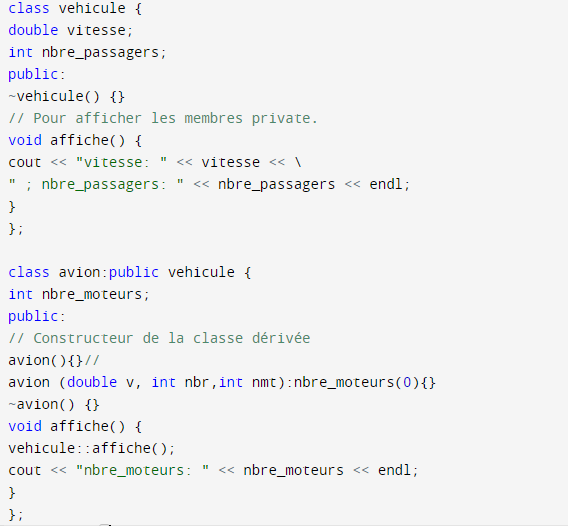 class vehicule {
double vitesse;
int nbre_passagers;
public:
~vehicule() {}
// Pour afficher les membres private.
void affiche() {
cout << "vitesse: " << vitesse << \
" ; nbre_passagers: " << nbre_passagers << endl;
}
};
class avion:public vehicule {
int nbre_moteurs;
public:
// Constructeur de la classe dérivée
avion(){}//
avion (double v, int nbr,int nmt):nbre_moteurs(0){}
~avion() {}
void affiche() {
vehicule::affiche();
cout << "nbre_moteurs: " << nbre_moteurs << endl;
}
};